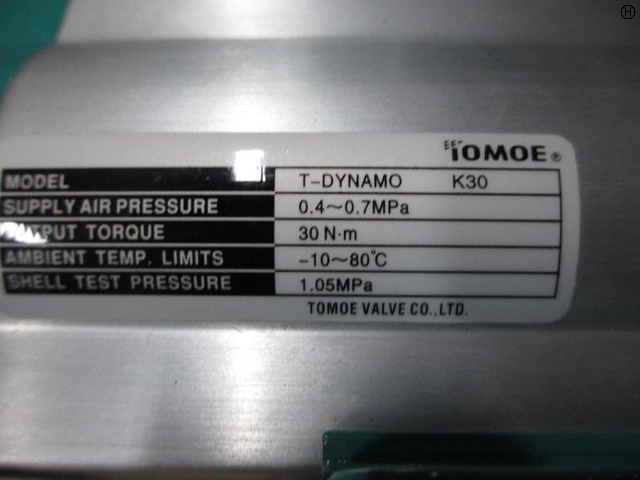 H
TOMOE®
MODEL T-DYNAMO K30
SUPPLY AIR PRESSURE 0.4~0.7MPa
TORQUE 30 N·m
AMBIENT TEMP. LIMITS -10~80°C
SHELL TEST PRESSURE 1.05MPa
TOMOE VALVE CO.,LTD.